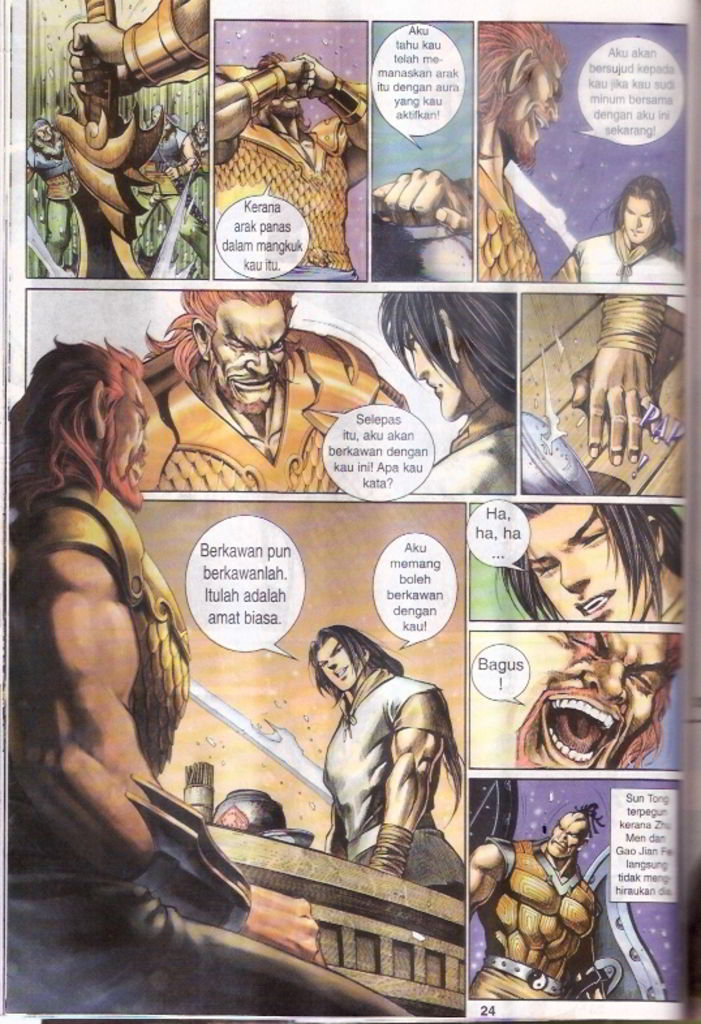 Kerana
arak panas
dalam mangkuk
kau itu.
Aku
tahu kau
telah me-
manaskan arak
itu dengan aura
yang kau
aktifkan!
Aku akan
bersujud kepada
kau jika kau sudi
minum bersama
dengan aku ini
sekarang!
Selepas
itu, aku akan
berkawan dengan
kau ini! Apa kau
kata?
PAP
!
Berkawan pun
berkawanlah.
Itulah adalah
amat biasa.
Aku
memang
boleh
berkawan
dengan
kau!
Ha,
ha, ha
...
Bagus
!
Sun Tong
terpegun
kerana Zhu
Men dan
Gao Jian Fe
langsung
tidak meng-
hiraukan dia
24